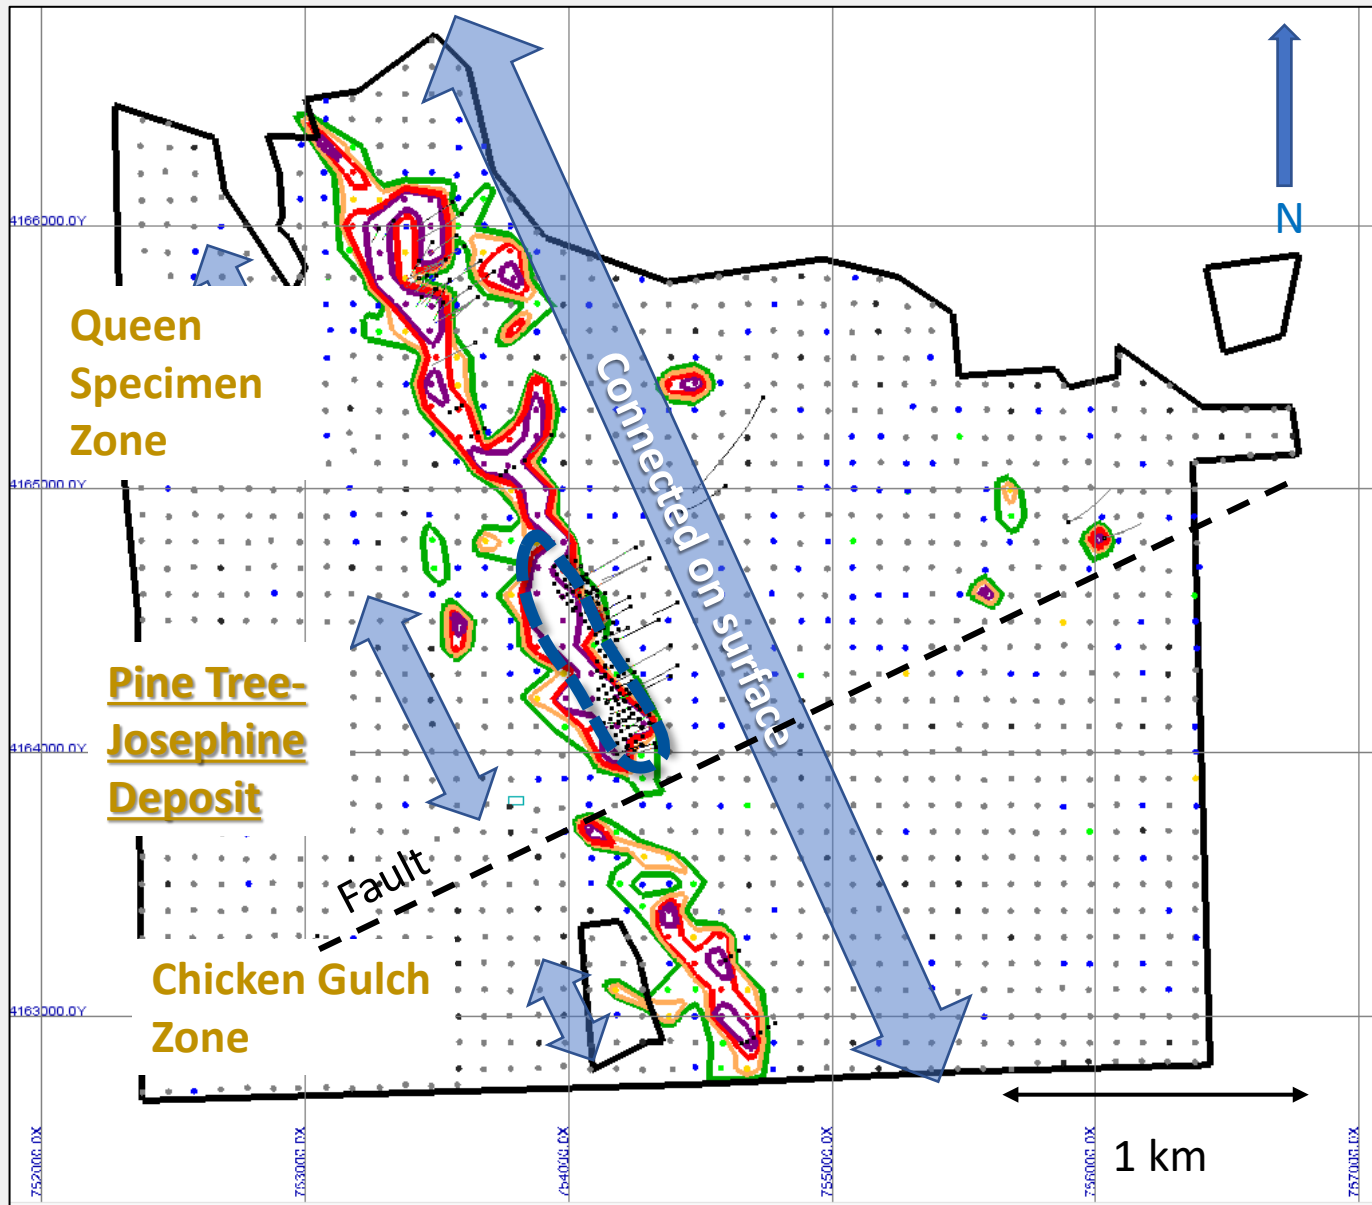 N
4166000.0Y
Queen
Specimen
Zone
Connected on surface
4165000.0Y
Pine Tree-
Josephine
Deposit
4164000.0Y
Fault
Chicken Gulch
Zone
4163000.0Y
1 km
752000.0X
753000.0X
754000.0X
755000.0X
756000.0X
757000.0X